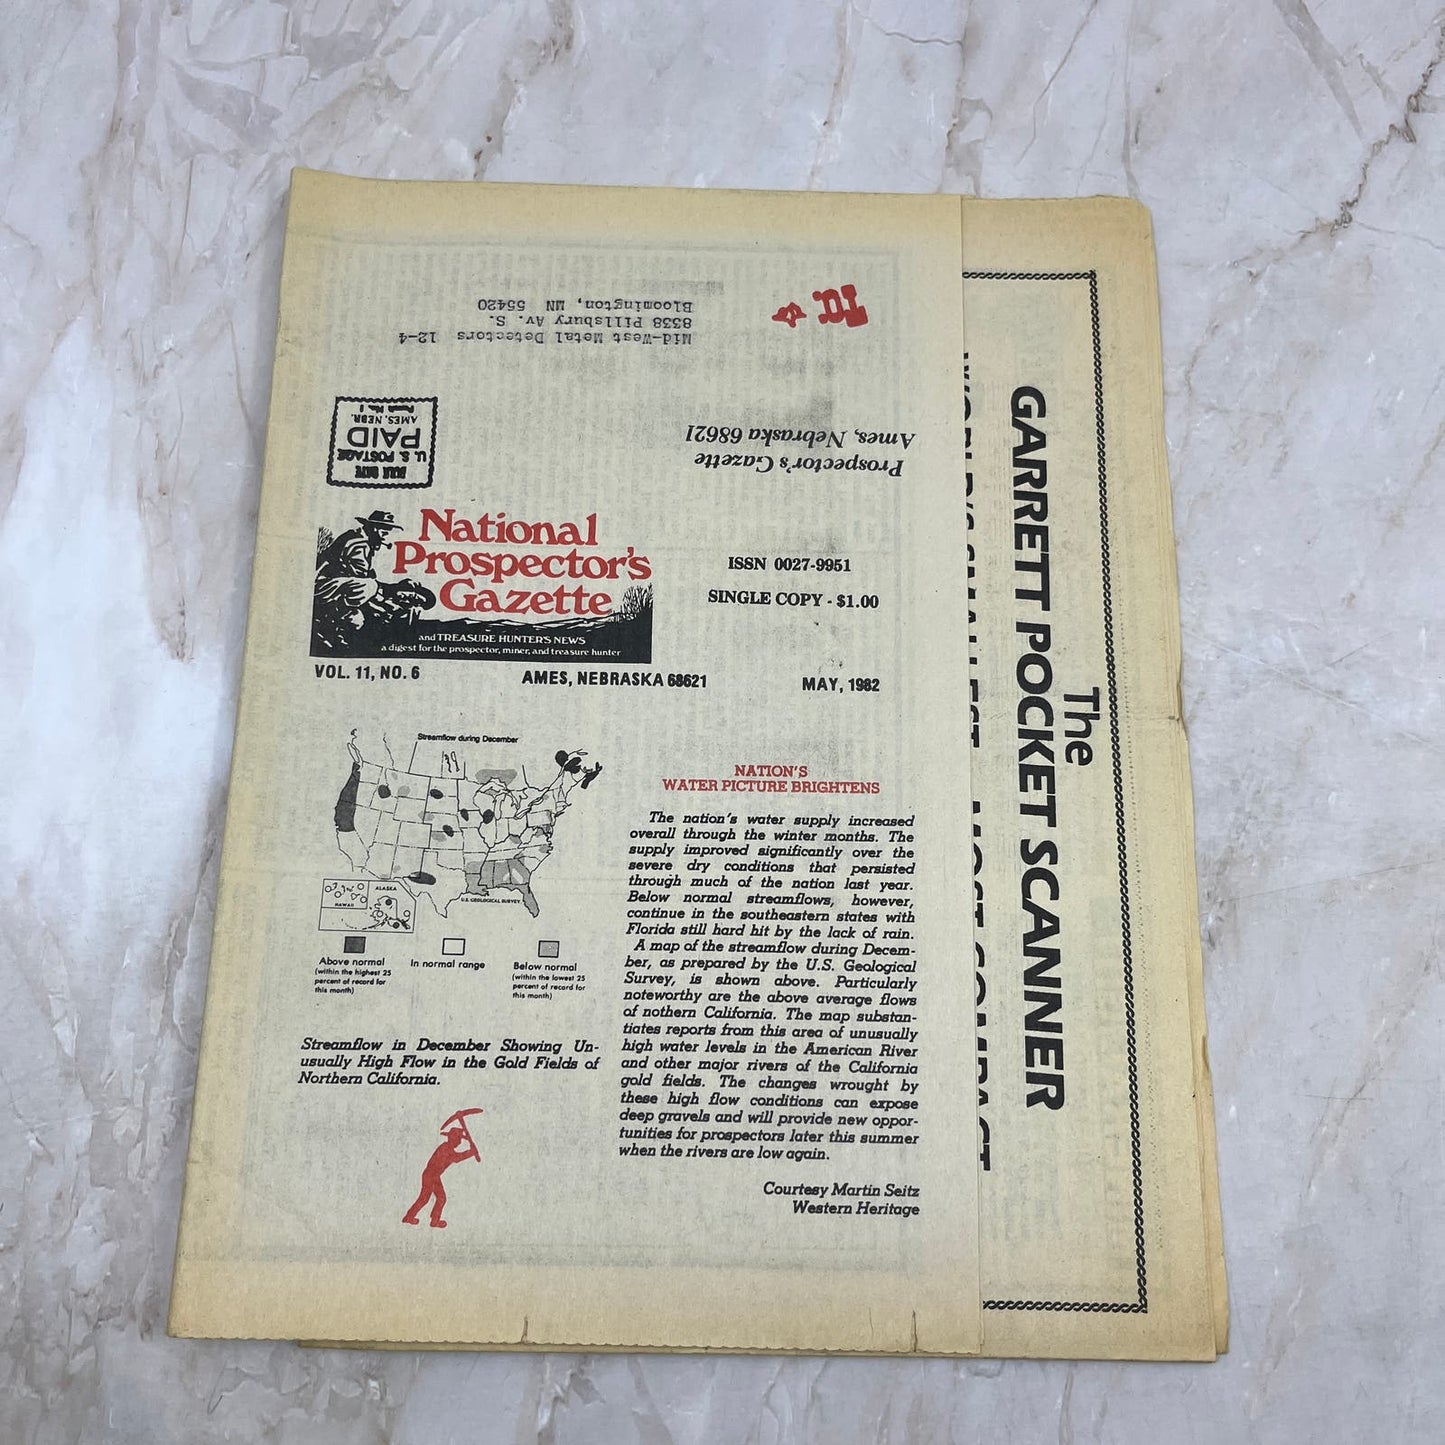 Mid-West Metal Detectors 12-4
8338 Pillsbury Av. S.
Bloomington, MN 55420
BULK RATE
U. S. POSTAGE
PAID
AMES, NEBR.
Prospector's Gazette
Ames, Nebraska 68621
National
Prospector's
Gazette
and TREASURE HUNTER'S NEWS
a digest for the prospector, miner, and treasure hunter
ISSN 0027-9951
SINGLE COPY - $1.00
VOL. 11, NO. 6
AMES, NEBRASKA 68621
MAY, 1982
Streamflow during December
HAWAII
ALASKA
U.S. GEOLOGICAL SURVEY
Above normal
(within the highest 25
percent of record for
this month)
In normal range
Below normal
(within the lowest 25
percent of record for
this month)
Streamflow in December Showing Un-
usually High Flow in the Gold Fields of
Northern California.
NATION'S
WATER PICTURE BRIGHTENS
The nation's water supply increased
overall through the winter months. The
supply improved significantly over the
severe dry conditions that persisted
through much of the nation last year.
Below normal streamflows, however,
continue in the southeastern states with
Florida still hard hit by the lack of rain.
A map of the streamflow during Decem-
ber, as prepared by the U.S. Geological
Survey, is shown above. Particularly
noteworthy are the above average flows
of nothern California. The map substan-
tiates reports from this area of unusually
high water levels in the American River
and other major rivers of the California
gold fields. The changes wrought by
these high flow conditions can expose
deep gravels and will provide new oppor-
tunities for prospectors later this summer
when the rivers are low again.
Courtesy Martin Seitz
Western Heritage
The
GARRETT POCKET SCANNER
WORLD'S SMALLEST MOST COMPACT